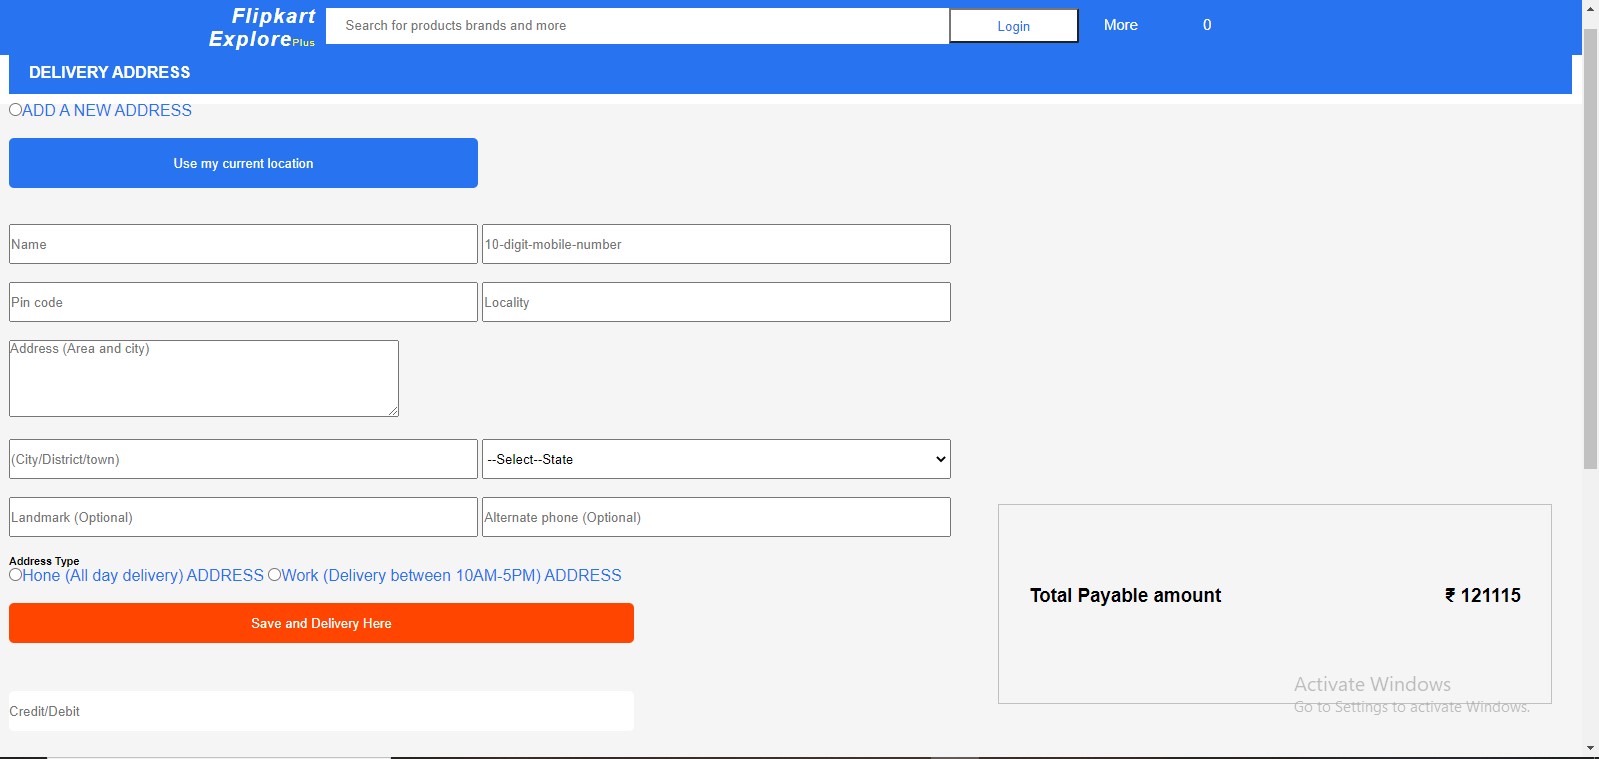 Flipkart
ExplorePlus
Search for products brands and more
Login
More
0
DELIVERY ADDRESS
ADD A NEW ADDRESS
Use my current location
Name
10-digit-mobile-number
Pin code
Locality
Address (Area and city)
(City/District/town)
--Select--State
Landmark (Optional)
Alternate phone (Optional)
Address Type
Hone (All day delivery) ADDRESS Work (Delivery between 10AM-5PM) ADDRESS
Save and Delivery Here
Credit/Debit
Total Payable amount
₹ 121115
Activate Windows
Go to Settings to activate Windows.